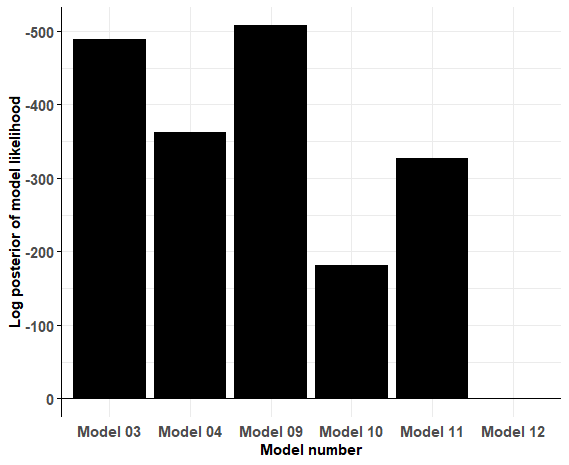 Log posterior of model likelihood
-500
-400
-300
-200
-100
0
Model 03 Model 04 Model 09 Model 10 Model 11 Model 12
Model number